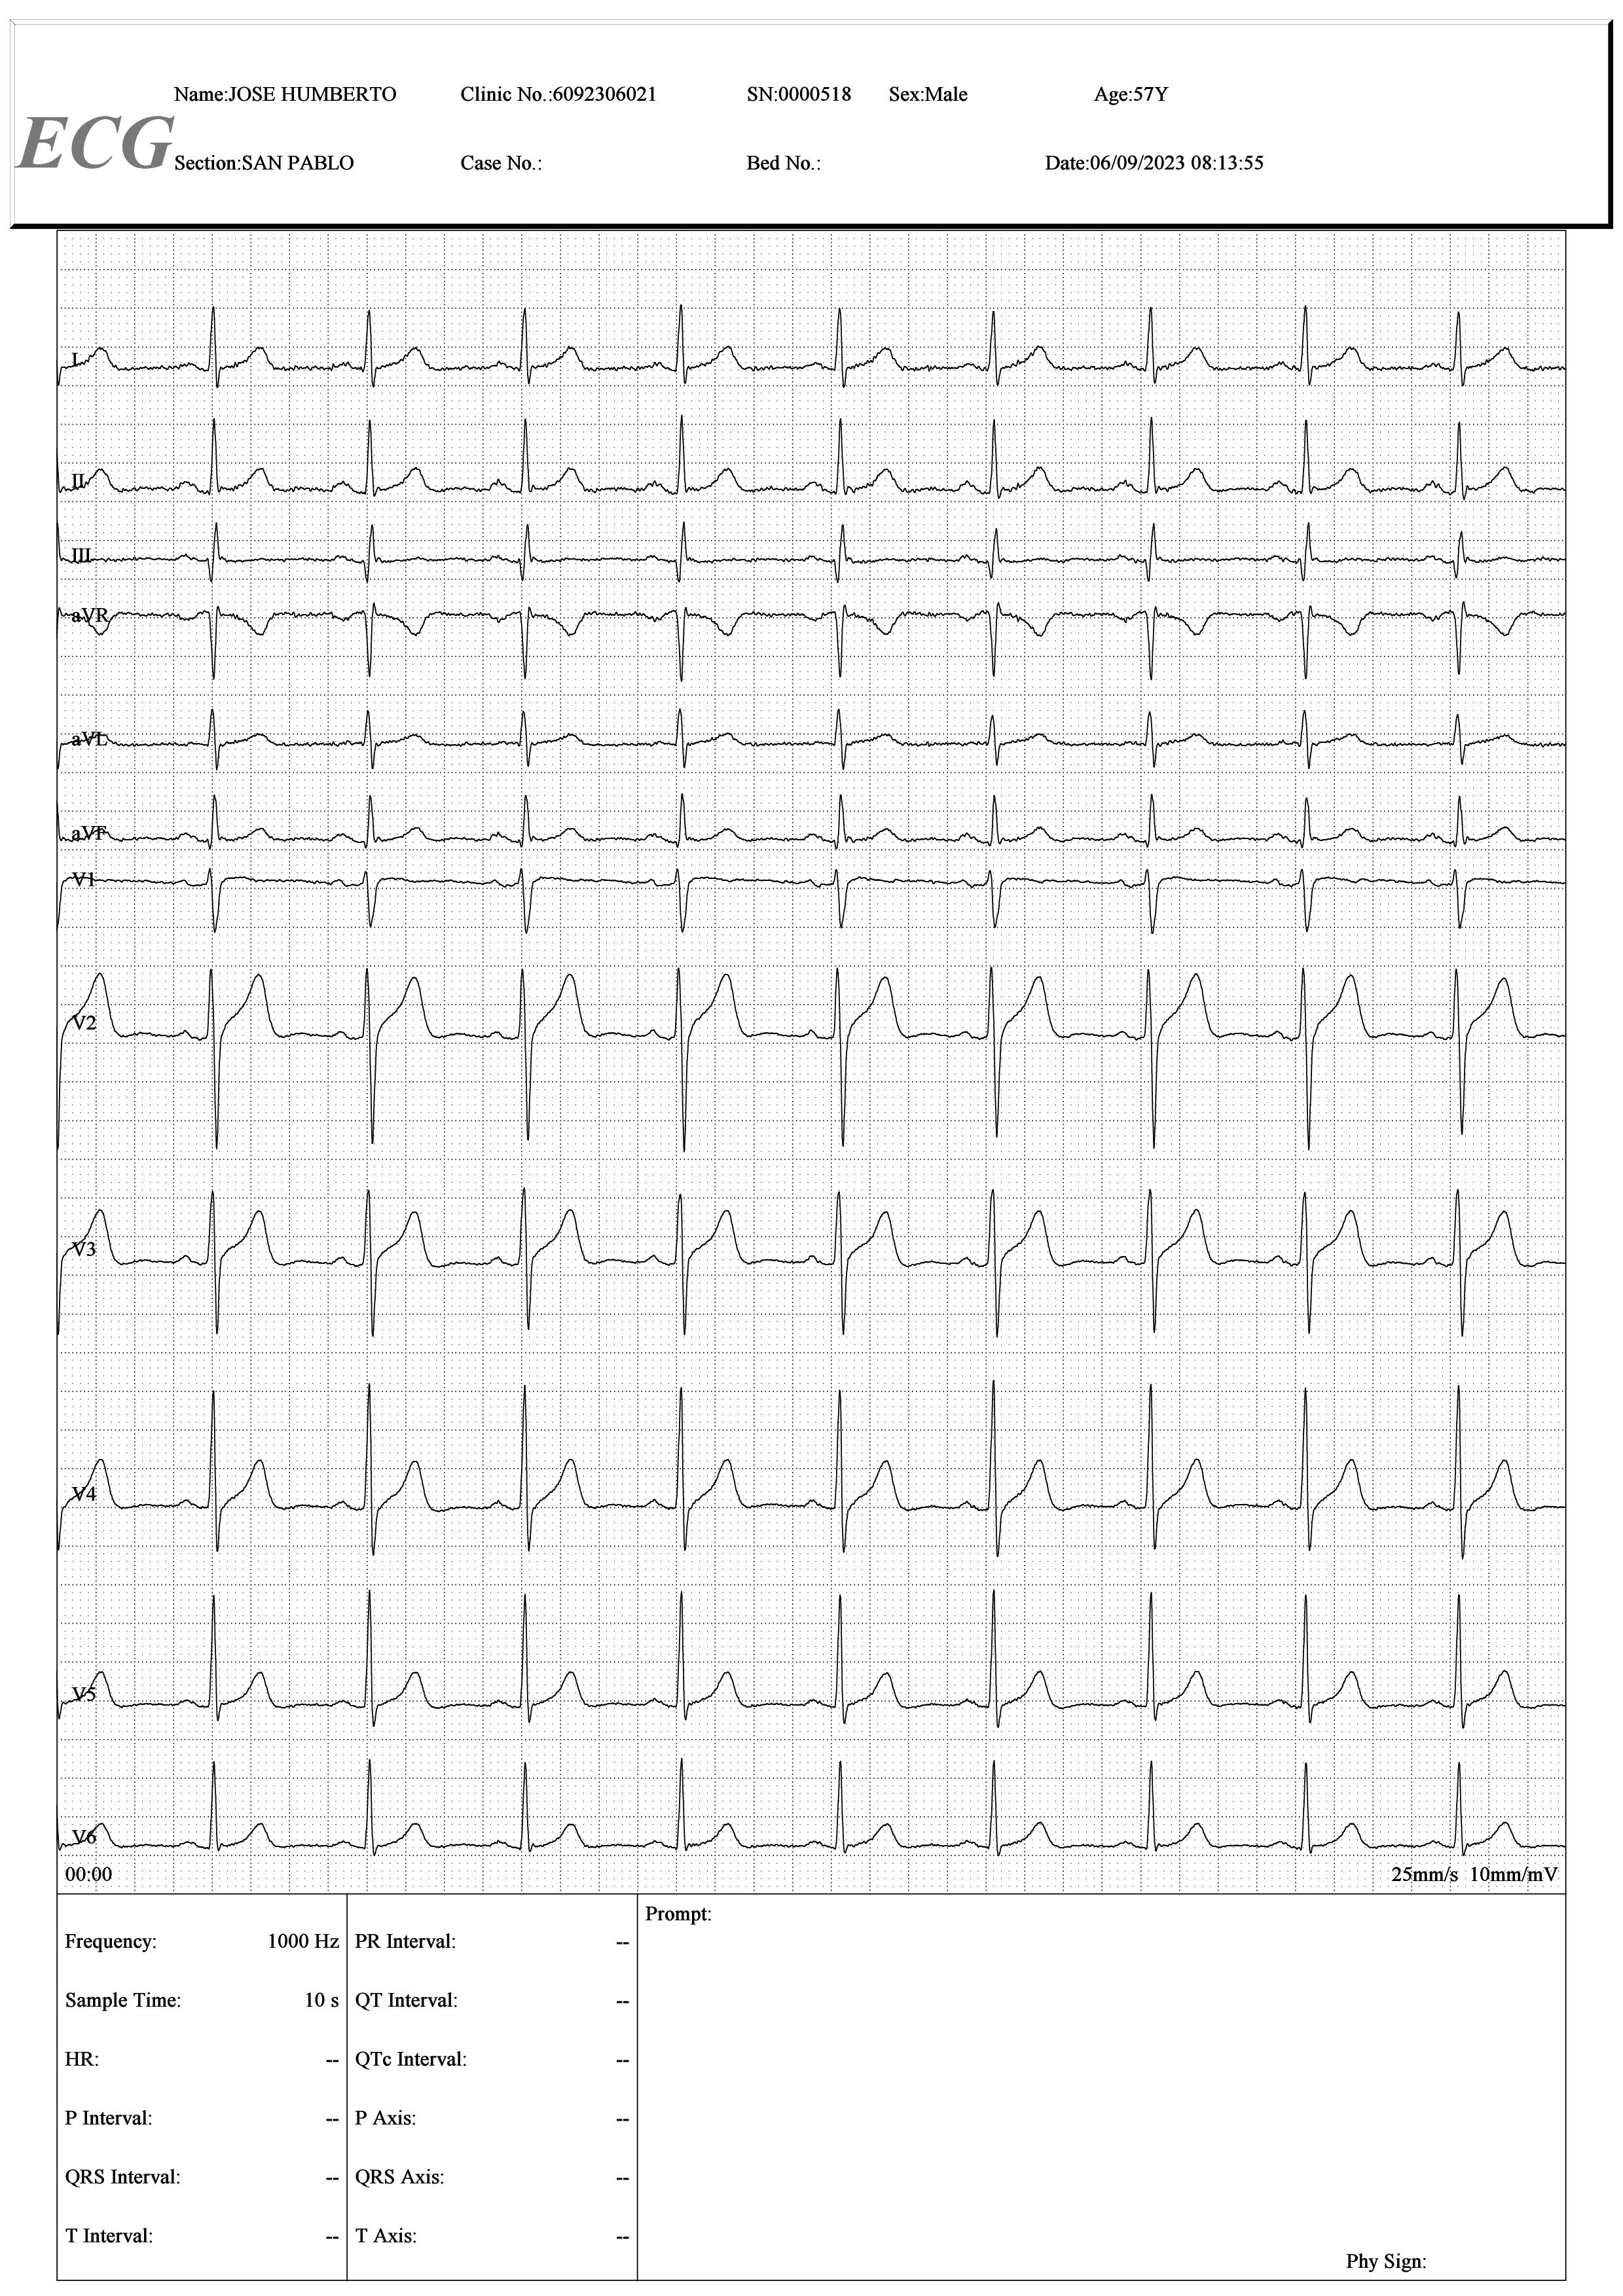 Name:JOSE HUMBERTO Clinic No.:6092306021 SN:0000518 Sex:Male Age:57Y
ECG
Section:SAN PABLO Case No.: Bed No.: Date:06/09/2023 08:13:55
I
II
III
aVR
aVL
aVF
V1
V2
V3
V4
V5
V6
00:00 25mm/s 10mm/mV
Frequency: 1000 Hz PR Interval: --
Sample Time: 10 s QT Interval: --
HR: -- QTc Interval: --
P Interval: -- P Axis: --
QRS Interval: -- QRS Axis: --
T Interval: -- T Axis: --
Prompt:
Phy Sign: